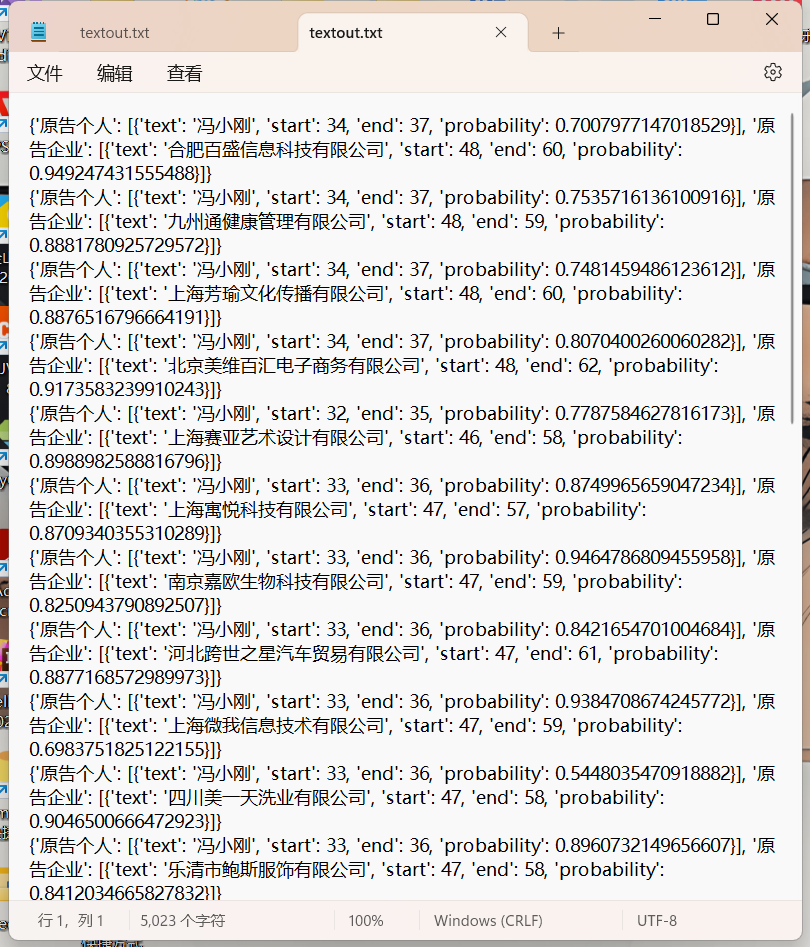 textout.txt
textout.txt
文件 编辑 查看
{'原告个人': [{'text': '冯小刚', 'start': 34, 'end': 37, 'probability': 0.7007977147018529}], '原
告企业': [{'text': '合肥百盛信息科技有限公司', 'start': 48, 'end': 60, 'probability':
0.949247431555488}]}
{'原告个人': [{'text': '冯小刚', 'start': 34, 'end': 37, 'probability': 0.7535716136100916}], '原
告企业': [{'text': '九州通健康管理有限公司', 'start': 48, 'end': 59, 'probability':
0.8881780925729572}]}
{'原告个人': [{'text': '冯小刚', 'start': 34, 'end': 37, 'probability': 0.7481459486123612}], '原
告企业': [{'text': '上海芳瑜文化传播有限公司', 'start': 48, 'end': 60, 'probability':
0.8876516796664191}]}
{'原告个人': [{'text': '冯小刚', 'start': 34, 'end': 37, 'probability': 0.8070400260060282}], '原
告企业': [{'text': '北京美维百汇电子商务有限公司', 'start': 48, 'end': 62, 'probability':
0.9173583239910243}]}
{'原告个人': [{'text': '冯小刚', 'start': 32, 'end': 35, 'probability': 0.7787584627816173}], '原
告企业': [{'text': '上海赛亚艺术设计有限公司', 'start': 46, 'end': 58, 'probability':
0.8988982588816796}]}
{'原告个人': [{'text': '冯小刚', 'start': 33, 'end': 36, 'probability': 0.8749965659047234}], '原
告企业': [{'text': '上海寓悦科技有限公司', 'start': 47, 'end': 57, 'probability':
0.8709340355310289}]}
{'原告个人': [{'text': '冯小刚', 'start': 33, 'end': 36, 'probability': 0.9464786809455958}], '原
告企业': [{'text': '南京嘉欧生物科技有限公司', 'start': 47, 'end': 59, 'probability':
0.8250943790892507}]}
{'原告个人': [{'text': '冯小刚', 'start': 33, 'end': 36, 'probability': 0.8421654701004684}], '原
告企业': [{'text': '河北跨世之星汽车贸易有限公司', 'start': 47, 'end': 61, 'probability':
0.8877168572989973}]}
{'原告个人': [{'text': '冯小刚', 'start': 33, 'end': 36, 'probability': 0.9384708674245772}], '原
告企业': [{'text': '上海微我信息技术有限公司', 'start': 47, 'end': 59, 'probability':
0.6983751825122155}]}
{'原告个人': [{'text': '冯小刚', 'start': 33, 'end': 36, 'probability': 0.5448035470918882}], '原
告企业': [{'text': '四川美一天洗业有限公司', 'start': 47, 'end': 58, 'probability':
0.9046500666472923}]}
{'原告个人': [{'text': '冯小刚', 'start': 33, 'end': 36, 'probability': 0.8960732149656607}], '原
告企业': [{'text': '乐清市鲍斯服饰有限公司', 'start': 47, 'end': 58, 'probability':
0.8412034665827832}]}
行 1，列 1 5,023 个字符 100% Windows (CRLF) UTF-8